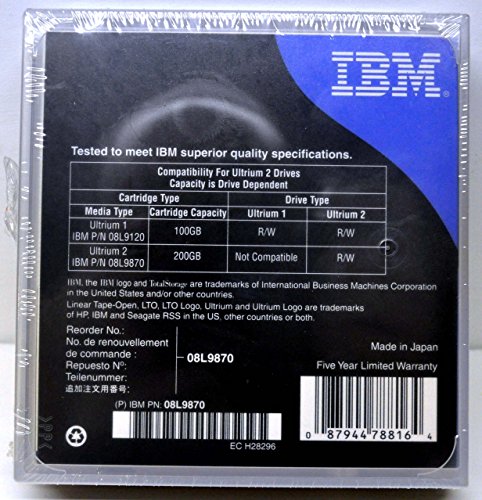 IBM®
Tested to meet IBM superior quality specifications.
Compatibility For Ultrium 2 Drives
Capacity is Drive Dependent
Cartridge Type Drive Type
Media Type Cartridge Capacity Ultrium 1 Ultrium 2
Ultrium 1
IBM P/N 08L9120 100GB R/W R/W
Ultrium 2
IBM P/N 08L9870 200GB Not Compatible R/W
IBM, the IBM logo and TotalStorage are trademarks of International Business Machines Corporation
in the United States and/or other countries.
Linear Tape-Open, LTO, LTO Logo. Ultrium and Ultrium Logo are trademarks
of HP, IBM and Seagate RSS in the US, other countries or both.
Reorder No.:
No. de renouvellement
de commande :
Repuesto Nº:
Teilenumer:
追加注文用番号:
08L9870
Made in Japan
Five Year Limited Warranty
(P) IBM PN: 08L9870
EC H28296
0 87944 78816 4
>PP<